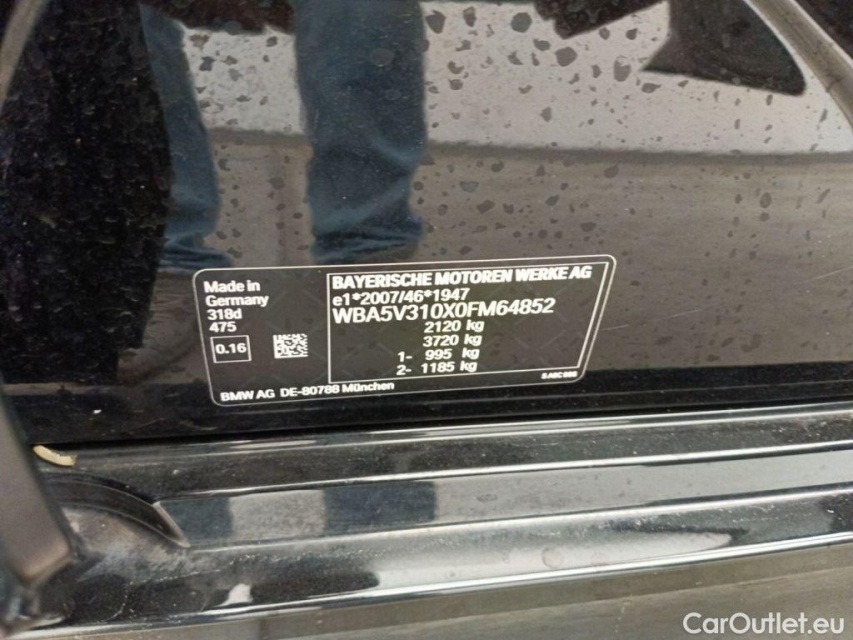 Made in
Germany
318d
475
0.16
BAYERISCHE MOTOREN WERKE AG
e1*2007/46*1947
WBA5V310X0FM64852
2120 kg
3720 kg
1- 995 kg
2- 1185 kg
BMW AG DE-80788 München
CarOutlet.eu